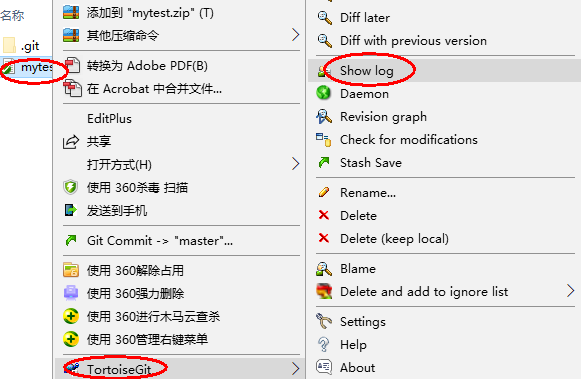 名称
.git
mytes
添加到 "mytest.zip" (T)
其他压缩命令
转换为 Adobe PDF(B)
在 Acrobat 中合并文件...
EditPlus
共享
打开方式(H)
使用 360杀毒 扫描
发送到手机
Git Commit -> "master"...
使用 360解除占用
使用 360强力删除
使用 360进行木马云查杀
使用 360管理右键菜单
TortoiseGit
Diff later
Diff with previous version
Show log
Daemon
Revision graph
Check for modifications
Stash Save
Rename...
Delete
Delete (keep local)
Blame
Delete and add to ignore list
Settings
Help
About